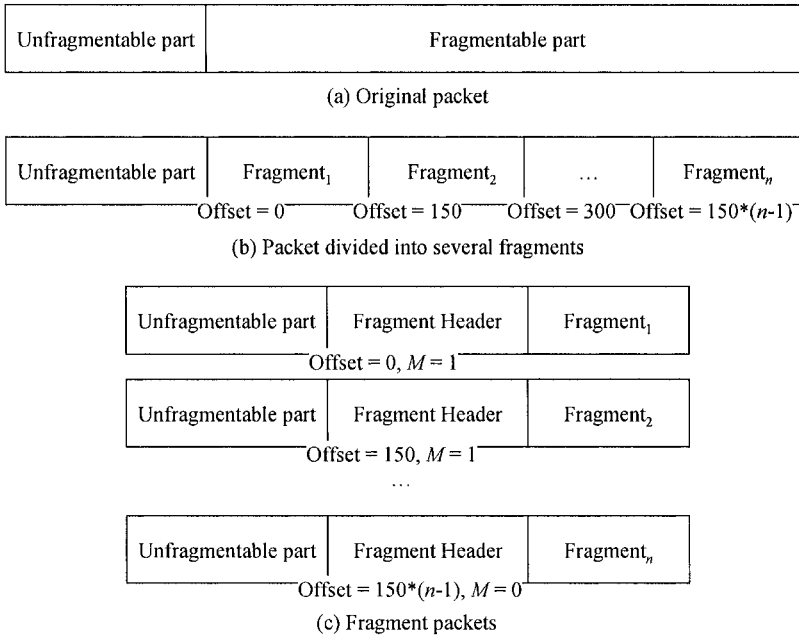 Unfragmentable part Fragmentable part
(a) Original packet
Unfragmentable part Fragment₁ Fragment₂ … Fragmentₙ
Offset = 0 Offset = 150 Offset = 300 Offset = 150*(n-1)
(b) Packet divided into several fragments
Unfragmentable part Fragment Header Fragment₁
Offset = 0, M = 1
Unfragmentable part Fragment Header Fragment₂
Offset = 150, M = 1
…
Unfragmentable part Fragment Header Fragmentₙ
Offset = 150*(n-1), M = 0
(c) Fragment packets